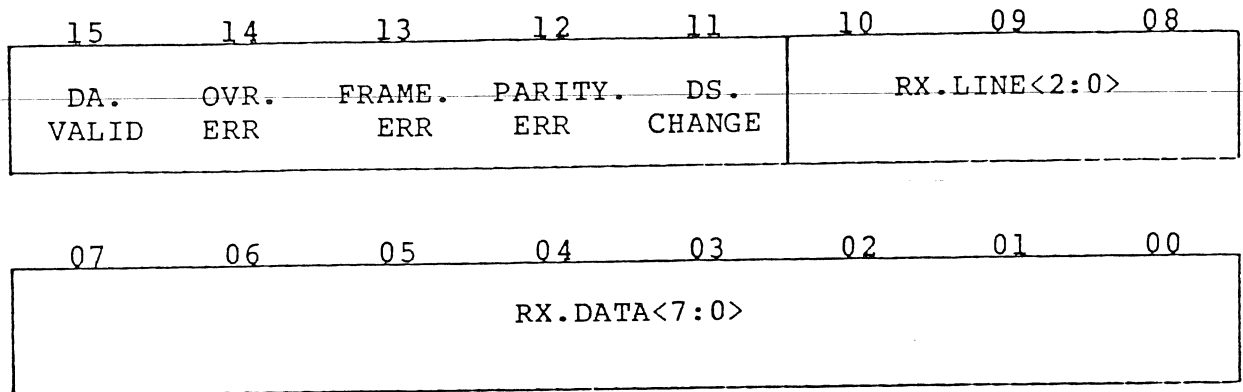 15 14 13 12 11 10 09 08
DA. OVR. FRAME. PARITY. DS. RX.LINE<2:0>
VALID ERR ERR ERR CHANGE
07 06 05 04 03 02 01 00
RX.DATA<7:0>